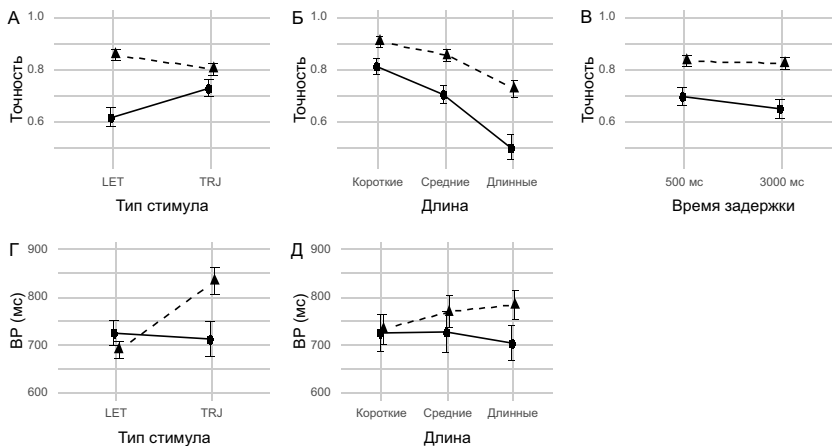 А
Б
В
1.0
0.8
0.6
Точность
LET
TRJ
Тип стимула
1.0
0.8
0.6
Точность
Короткие
Средние
Длинные
Длина
1.0
0.8
0.6
Точность
500 мс
3000 мс
Время задержки
Г
900
800
700
600
ВР (мс)
LET
TRJ
Тип стимула
Д
900
800
700
600
ВР (мс)
Короткие
Средние
Длинные
Длина